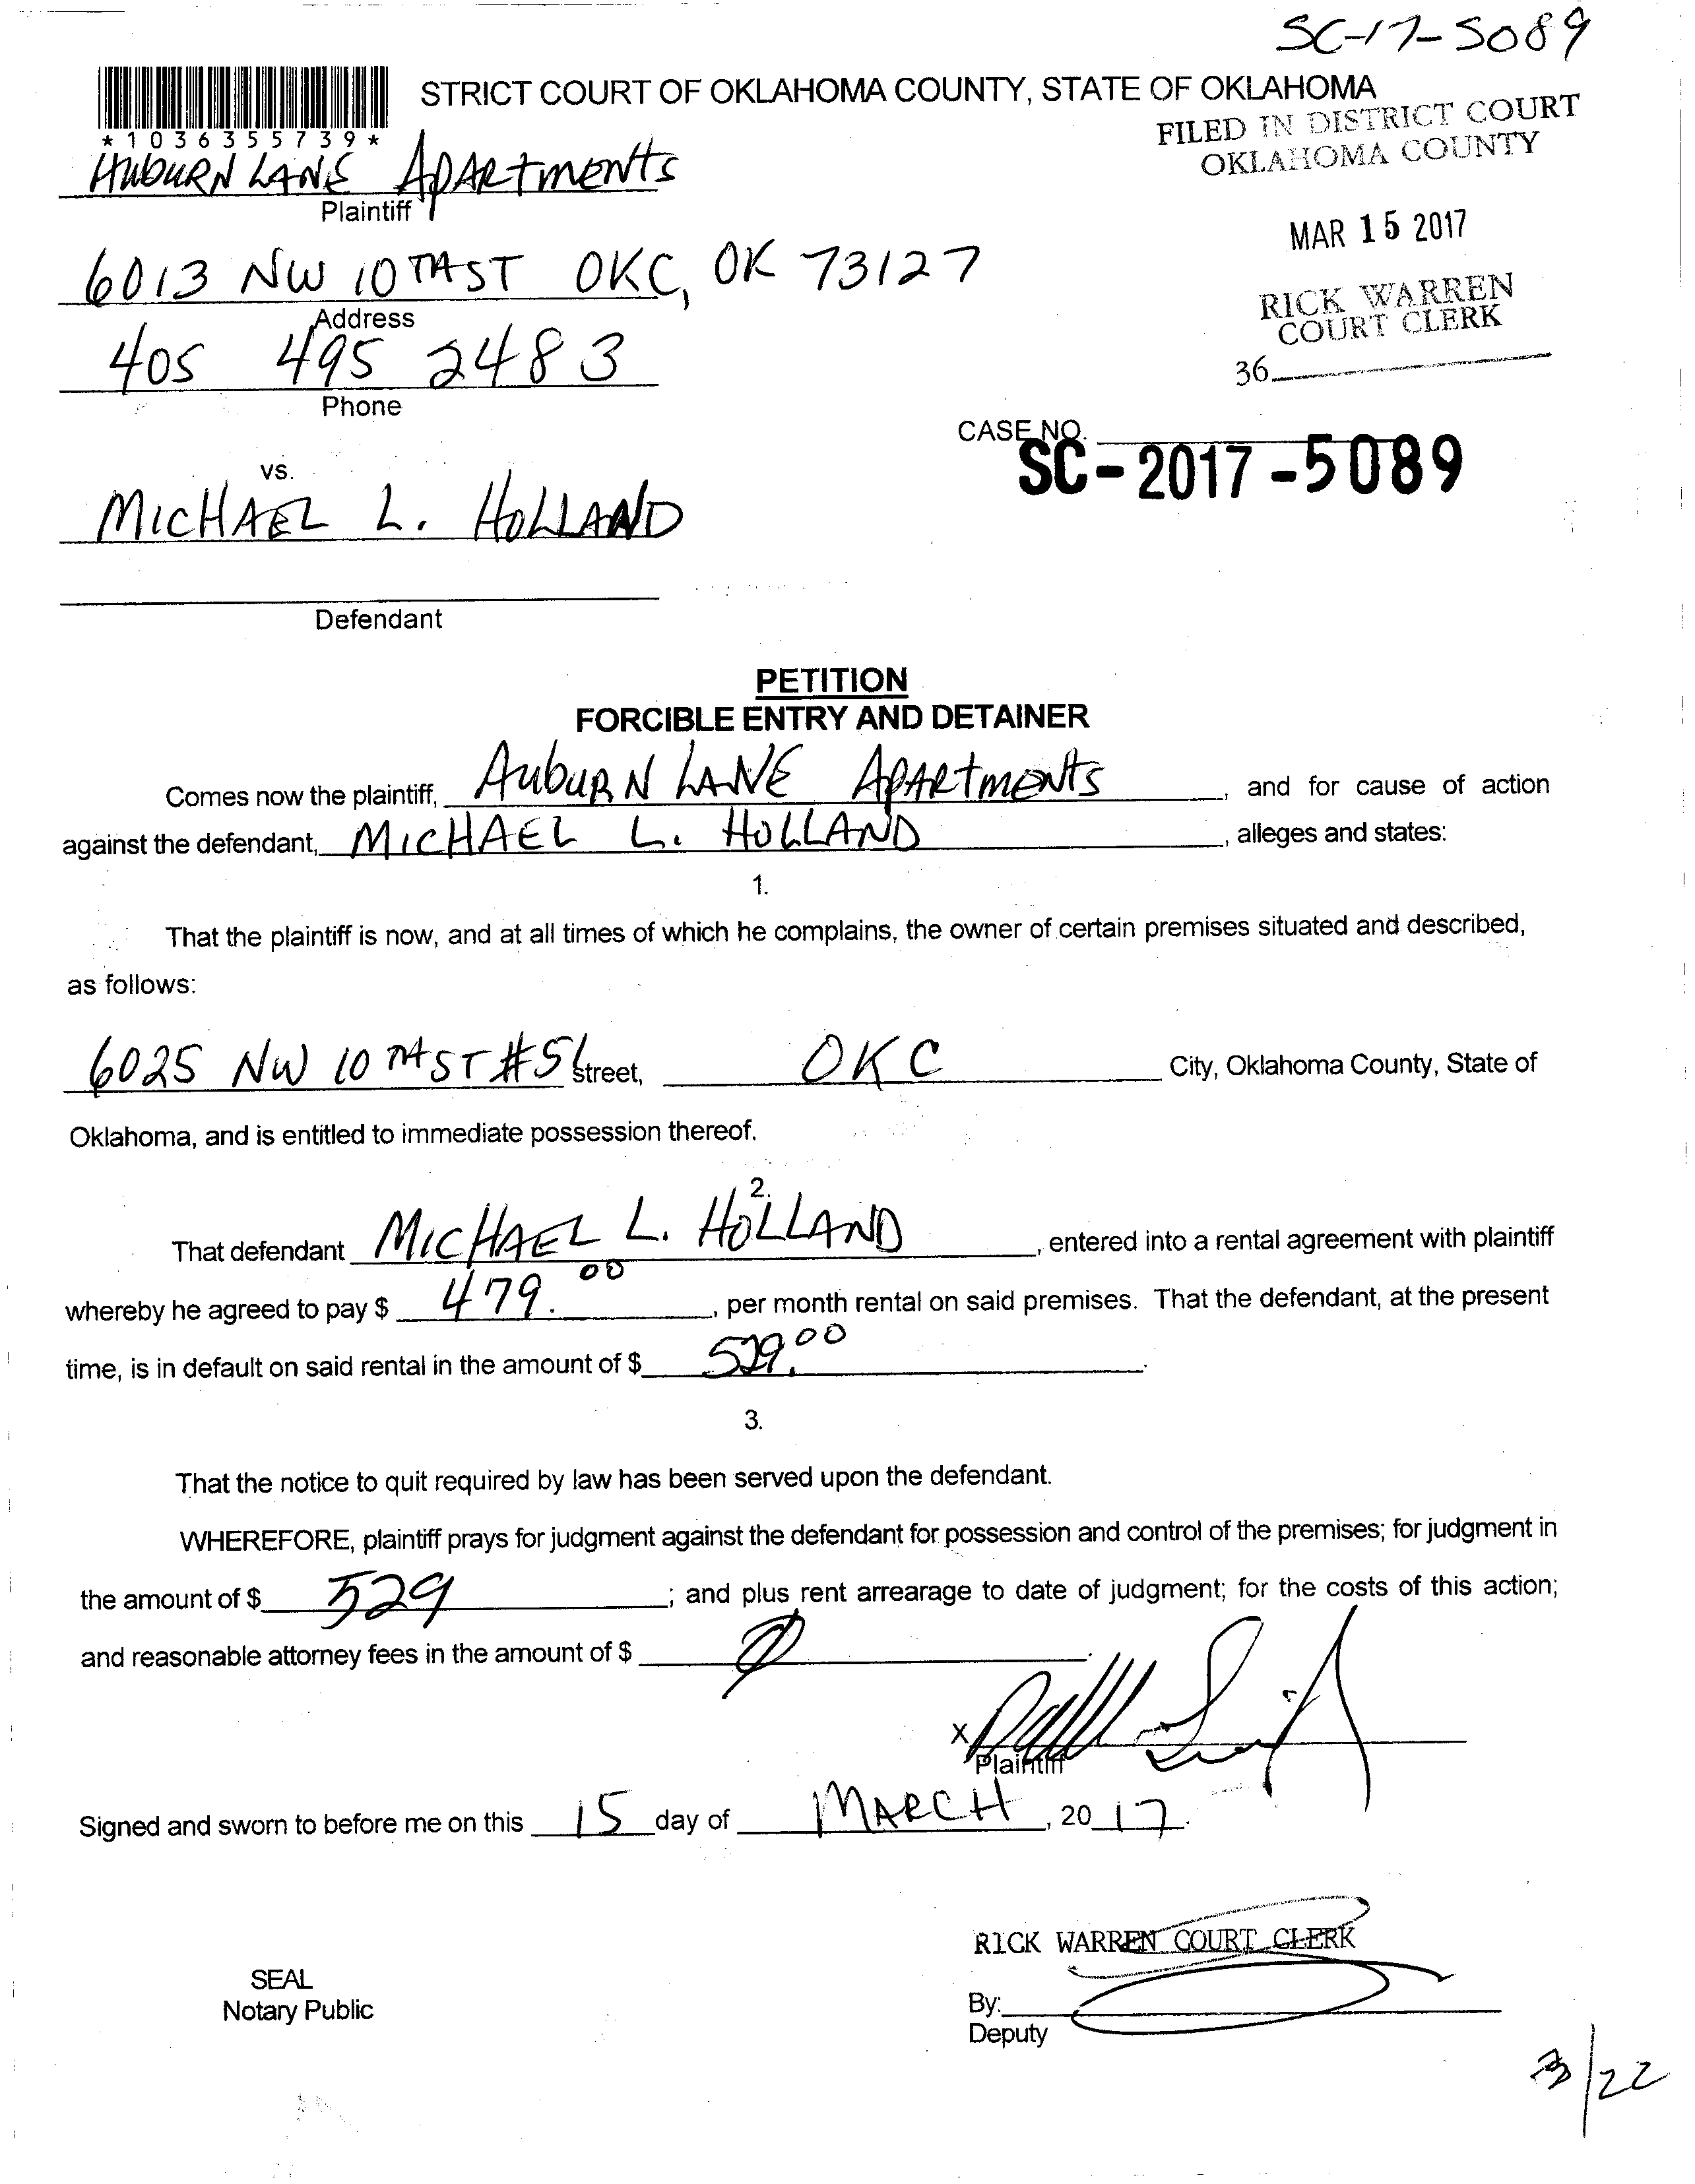 SC-17-5089
STRICT COURT OF OKLAHOMA COUNTY, STATE OF OKLAHOMA
*1036355739*
FILED IN DISTRICT COURT
OKLAHOMA COUNTY
AUBURN LANE APARTMENTS
Plaintiff
MAR 15 2017
6013 NW 10TH ST OKC, OK 73127
Address
RICK WARREN
COURT CLERK
405 495 2483
Phone
36
CASE NO.
SC-2017-5089
vs.
MICHAEL L. HOLLAND
Defendant
PETITION
FORCIBLE ENTRY AND DETAINER
Comes now the plaintiff, AUBURN LANE APARTMENTS, and for cause of action
against the defendant, MICHAEL L. HOLLAND, alleges and states:
1.
That the plaintiff is now, and at all times of which he complains, the owner of certain premises situated and described,
as follows:
6025 NW 10TH ST # Street, OKC City, Oklahoma County, State of
Oklahoma, and is entitled to immediate possession thereof.
2.
That defendant MICHAEL L. HOLLAND, entered into a rental agreement with plaintiff
whereby he agreed to pay $ 479.00, per month rental on said premises. That the defendant, at the present
time, is in default on said rental in the amount of $ 529.00.
3.
That the notice to quit required by law has been served upon the defendant.
WHEREFORE, plaintiff prays for judgment against the defendant for possession and control of the premises; for judgment in
the amount of $ 529; and plus rent arrearage to date of judgment; for the costs of this action;
and reasonable attorney fees in the amount of $ Ø.
X
Plaintiff
Signed and sworn to before me on this 15 day of MARCH, 2017.
RICK WARREN COURT CLERK
SEAL
Notary Public
By:
Deputy
3/22